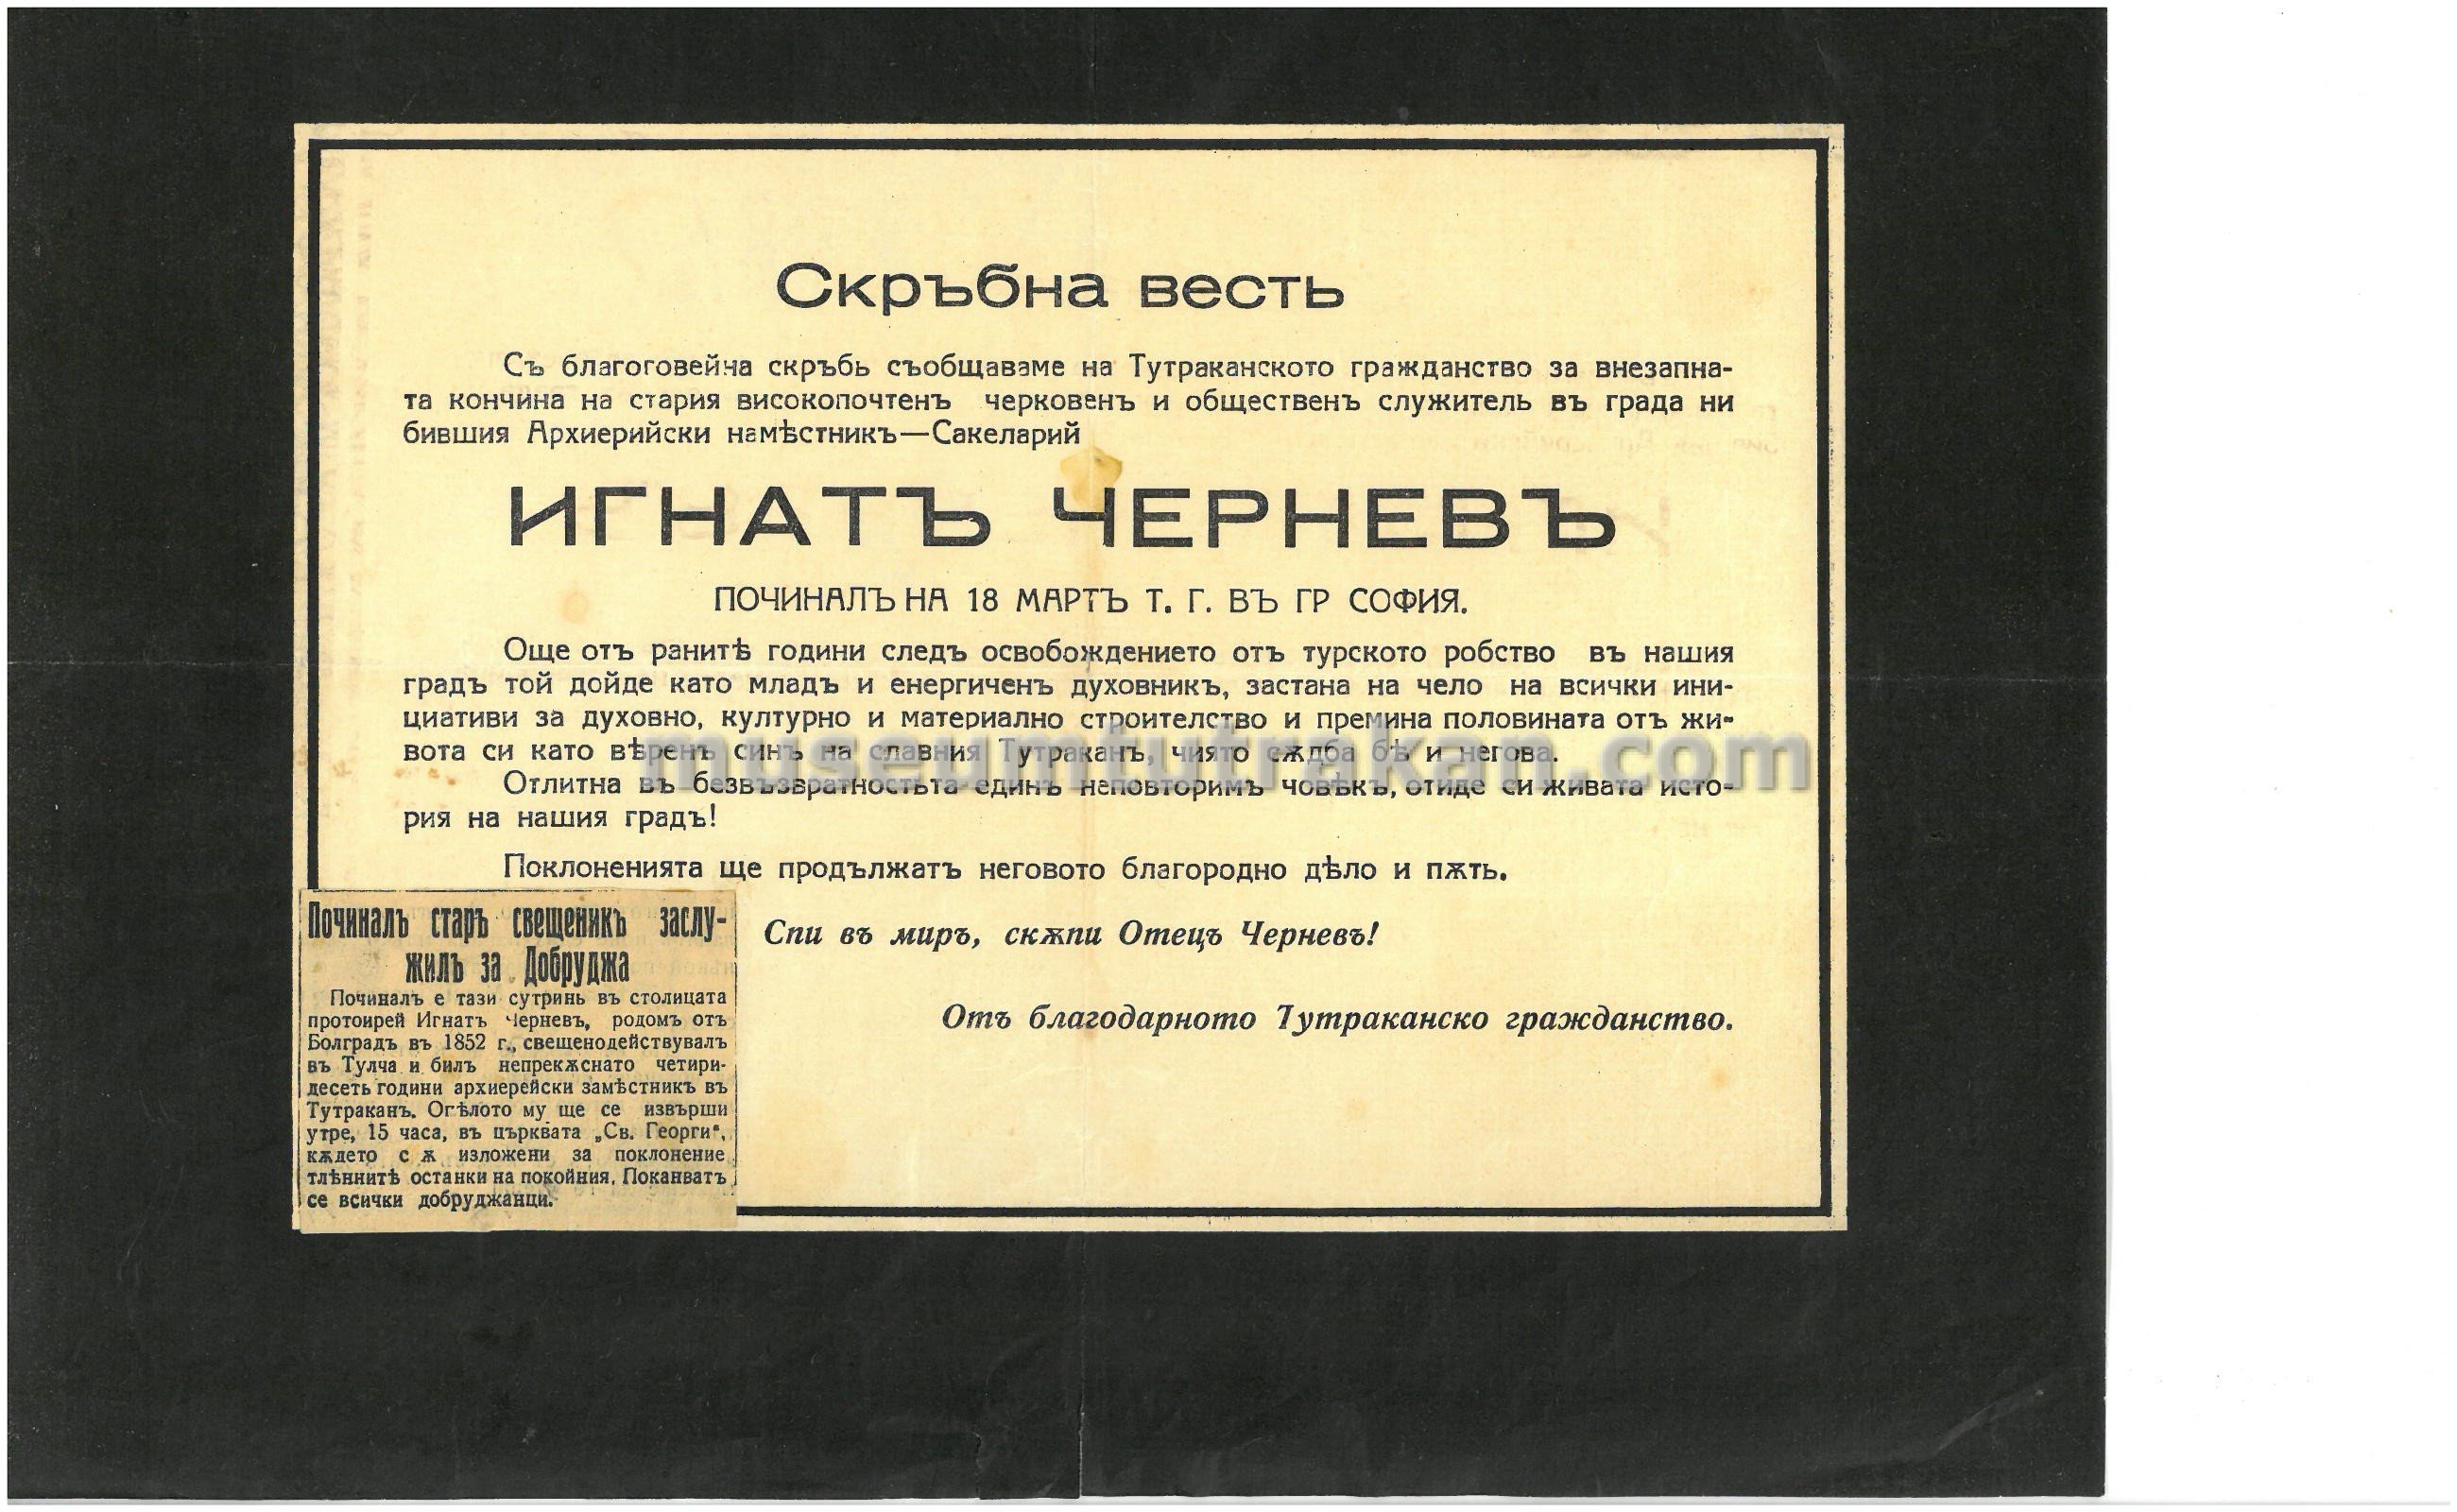 Скръбна весть
Съ благоговейна скръбь съобщаваме на Тутраканското гражданство за внезапна-
та кончина на стария високопочтенъ черковенъ и общественъ служитель въ града ни
бившия Архиерийски намѣстникъ—Сакеларий
ИГНАТЪ ЧЕРНЕВЪ
ПОЧИНАЛЪ НА 18 МАРТЪ Т. Г. ВЪ ГР СОФИЯ.
Още отъ ранитѣ години следъ освобождението отъ турското робство въ нашия
градъ той дойде като младъ и енергиченъ духовникъ, застана на чело на всички ини-
циативи за духовно, културно и материално строителство и премина половината отъ жи-
вота си като вѣренъ синъ на славния Тутраканъ, чиято сѫдба бѣ и негова.
Отлитна въ безвъзвратностьта единъ неповторимъ човѣкъ, отиде си живата исто-
рия на нашия градъ!
Поклоненията ще продължатъ неговото благородно дѣло и пѫть.
Спи въ миръ, скѫпи Отецъ Черневъ!
Отъ благодарното Тутраканско гражданство.
Починалъ старъ свещеникъ заслу-
жилъ за Добруджа
Починалъ е тази сутринь въ столицата
протоирей Игнатъ Черневъ, родомъ отъ
Болградъ въ 1852 г., свещенодействувалъ
въ Тулча и билъ непрекѫснато четири-
десеть години архиерейски замѣстникъ въ
Тутраканъ. Опѣлото му ще се извърши
утре, 15 часа, въ църквата „Св. Георги",
кѫдето с ѫ изложени за поклонение
тлѣннитѣ останки на покойния. Поканватъ
се всички добруджанци.
museumtutrakan.com